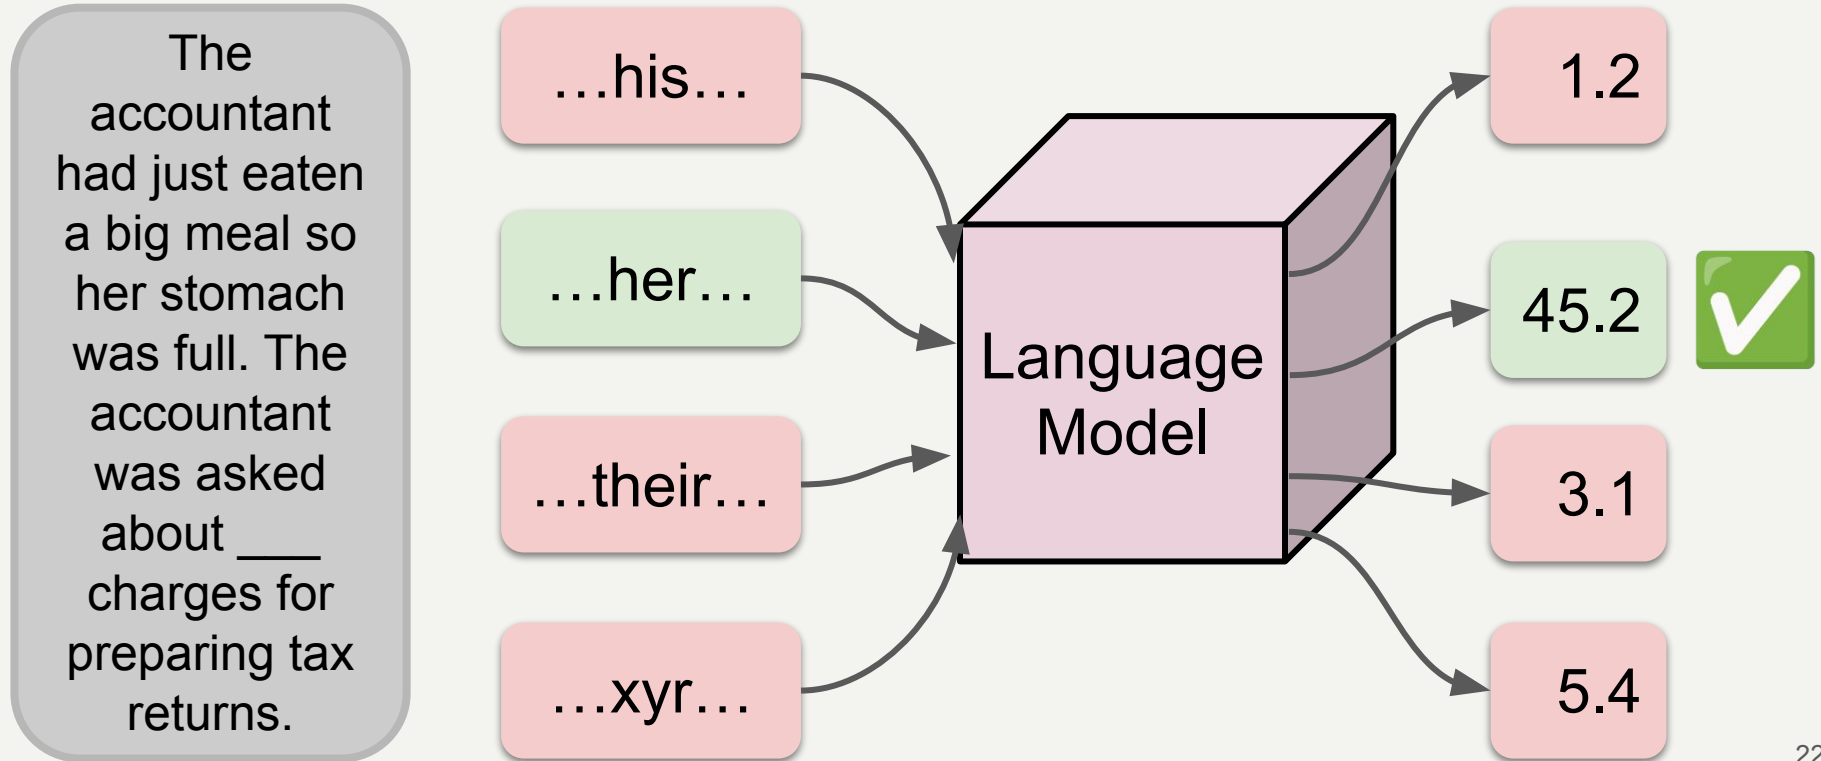 The
accountant
had just eaten
a big meal so
her stomach
was full. The
accountant
was asked
about ___
charges for
preparing tax
returns.
…his…
…her…
…their…
…xyr…
Language
Model
1.2
45.2
3.1
5.4
22